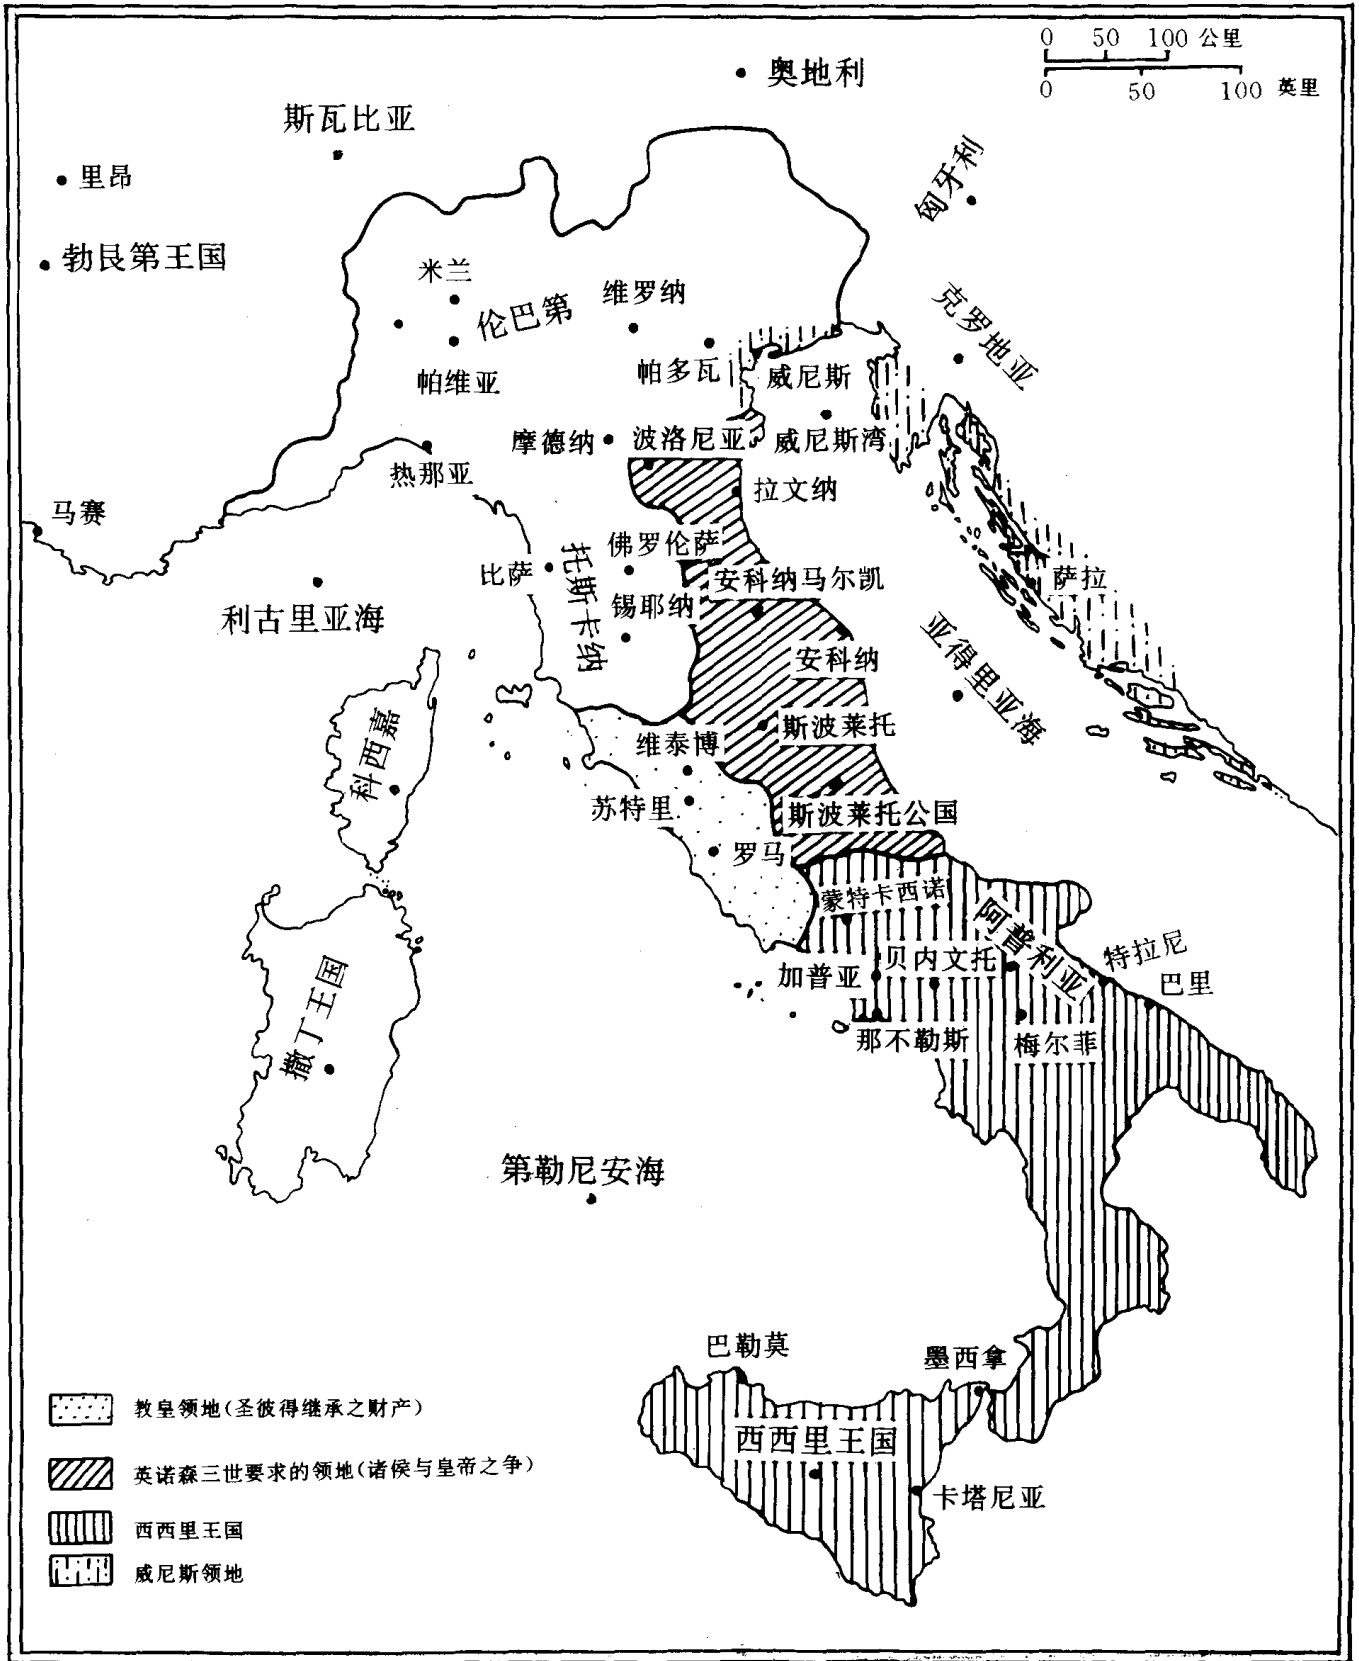 0 50 100 公里
0 50 100 英里
奥地利
斯瓦比亚
里昂
匈牙利
勃艮第王国
米兰
维罗纳
伦巴第
克罗地亚
帕多瓦
威尼斯
帕维亚
摩德纳
波洛尼亚
威尼斯湾
热那亚
拉文纳
马赛
佛罗伦萨
比萨
托斯卡纳
安科纳马尔凯
萨拉
锡耶纳
利古里亚海
安科纳
亚得里亚海
科西嘉
斯波莱托
维泰博
苏特里
斯波莱托公国
罗马
蒙特卡西诺
阿普利亚
特拉尼
加普亚
贝内文托
巴里
撒丁王国
那不勒斯
梅尔菲
第勒尼安海
巴勒莫
墨西拿
西西里王国
卡塔尼亚
教皇领地(圣彼得继承之财产)
英诺森三世要求的领地(诸侯与皇帝之争)
西西里王国
威尼斯领地